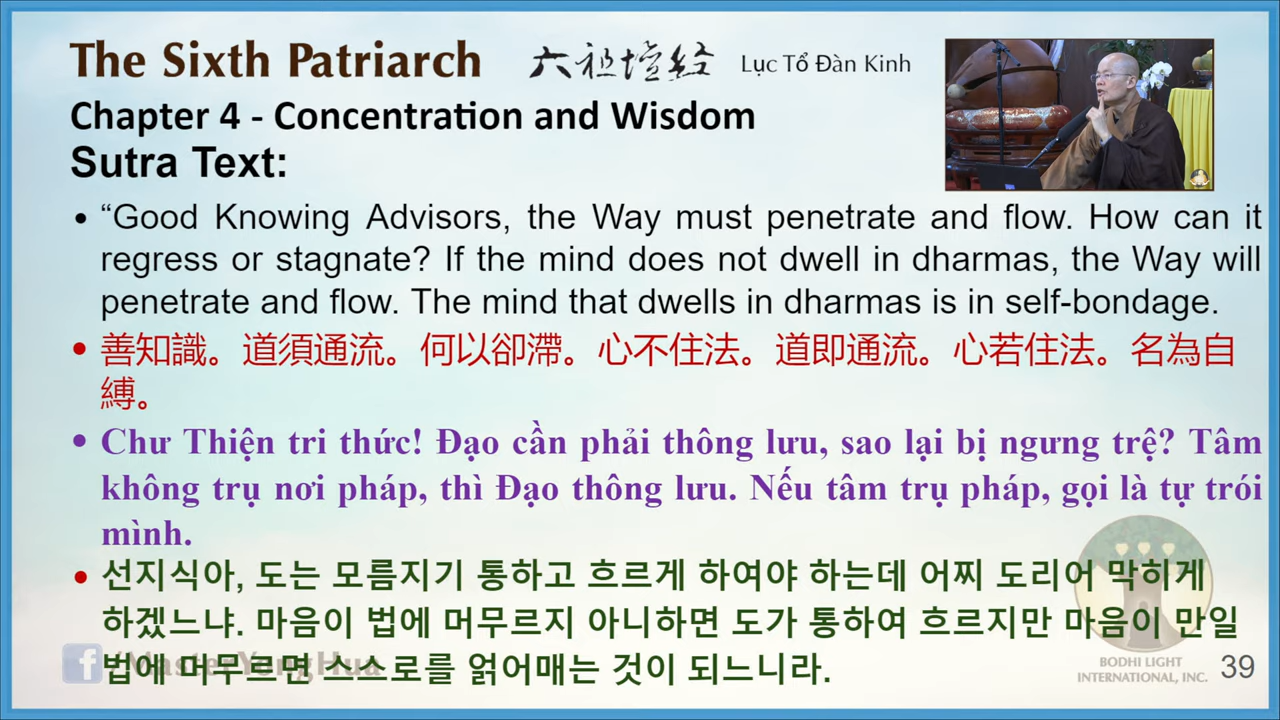 The Sixth Patriarch 六祖壇經 Lục Tổ Đàn Kinh
Chapter 4 - Concentration and Wisdom
Sutra Text:
• “Good Knowing Advisors, the Way must penetrate and flow. How can it
regress or stagnate? If the mind does not dwell in dharmas, the Way will
penetrate and flow. The mind that dwells in dharmas is in self-bondage.
• 善知識。道須通流。何以卻滯。心不住法。道即通流。心若住法。名為自
縛。
• Chư Thiện tri thức! Đạo cần phải thông lưu, sao lại bị ngưng trệ? Tâm
không trụ nơi pháp, thì Đạo thông lưu. Nếu tâm trụ pháp, gọi là tự trói
mình.
• 선지식아, 도는 모름지기 통하고 흐르게 하여야 하는데 어찌 도리어 막히게
하겠느냐. 마음이 법에 머무르지 아니하면 도가 통하여 흐르지만 마음이 만일
법에 머무르면 스스로를 얽어매는 것이 되느니라.
f /MasterYongHua
BODHI LIGHT
INTERNATIONAL, INC.
39